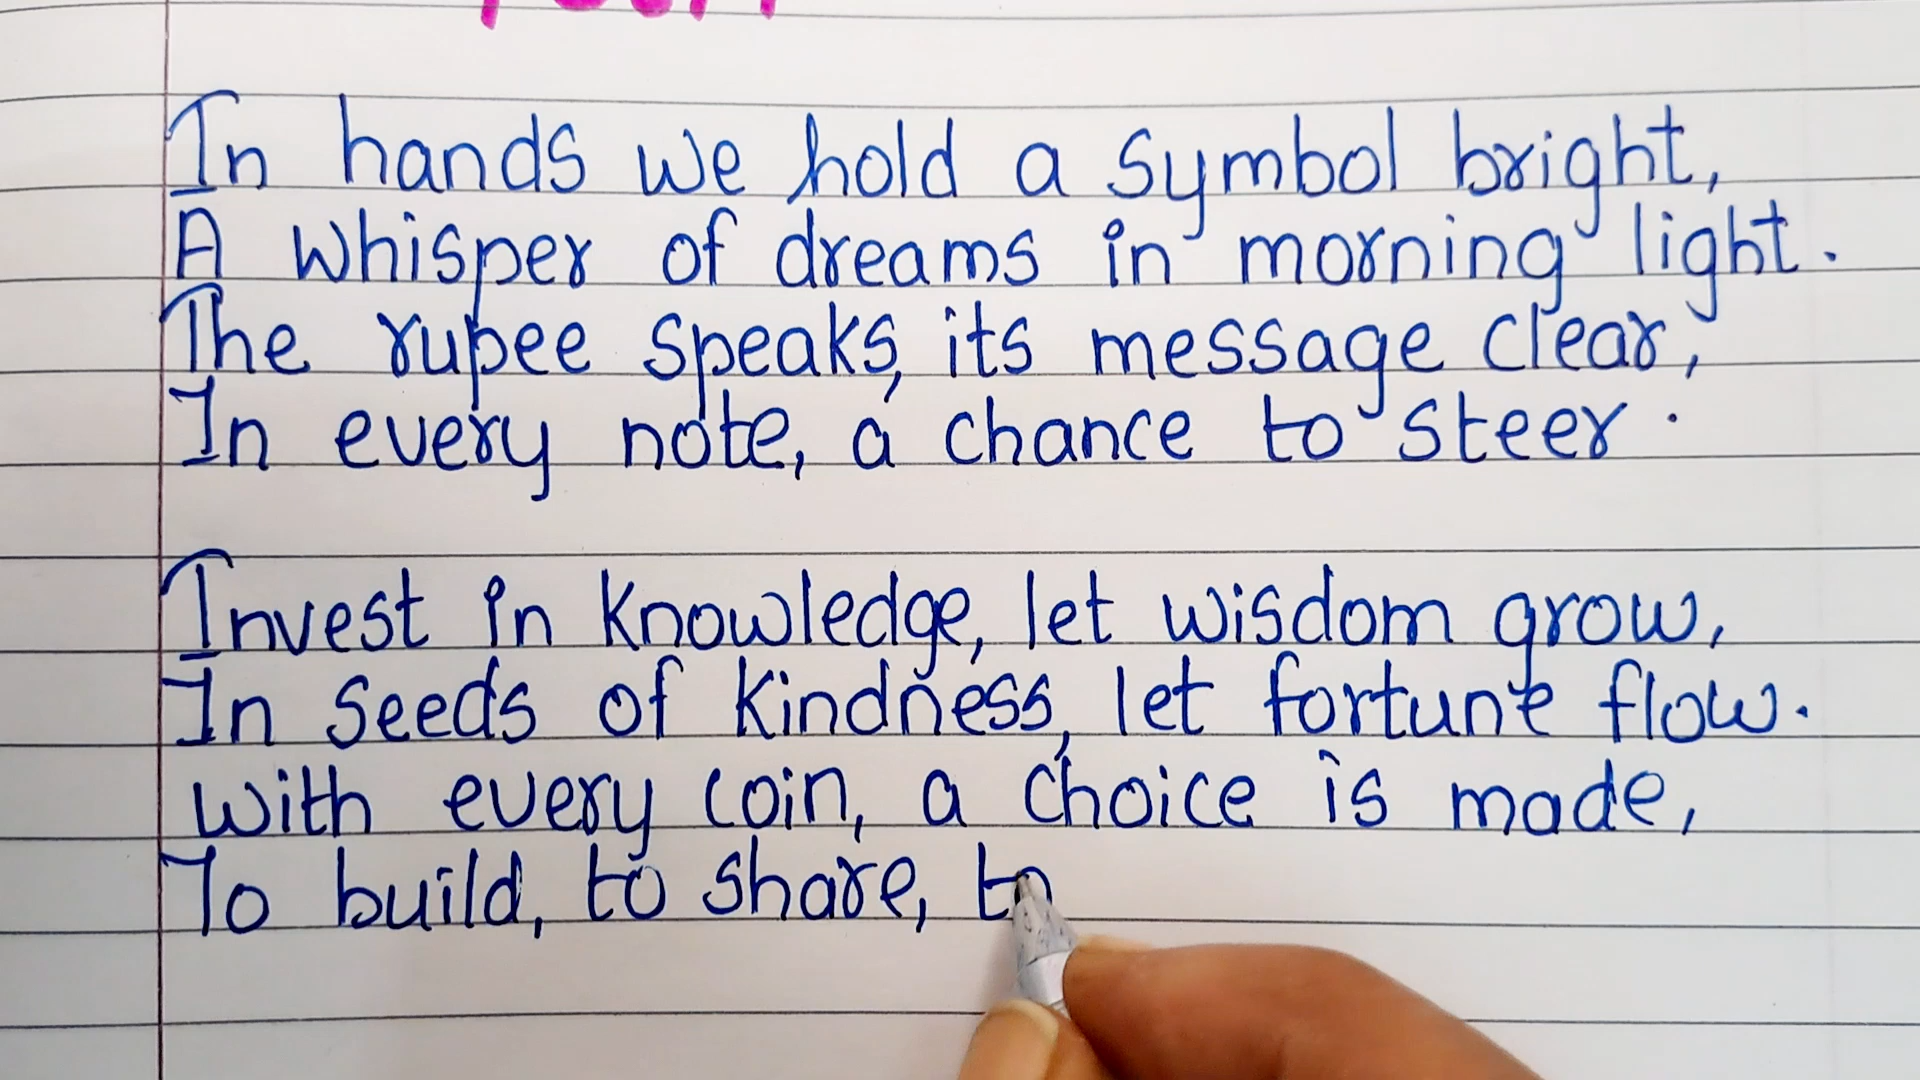 In hands we hold a symbol bright,
A whisper of dreams in morning light.
The rupee speaks, its message clear,
In every note, a chance to steer.
Invest in knowledge, let wisdom grow,
In seeds of kindness, let fortune flow.
with every coin, a choice is made,
To build, to share, to